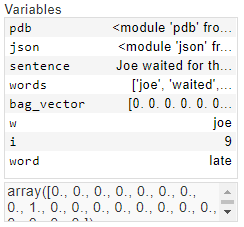 Variables
pdb <module 'pdb' fro...
json <module 'json' fro...
sentence Joe waited for th...
words ['joe', 'waited',...
bag_vector [0. 0. 0. 0. 0. 0...
w joe
i 9
word late
array([0., 0., 0., 0., 0., 0., 0.,
0., 1., 0., 0., 0., 0., 0., 0., 0.,